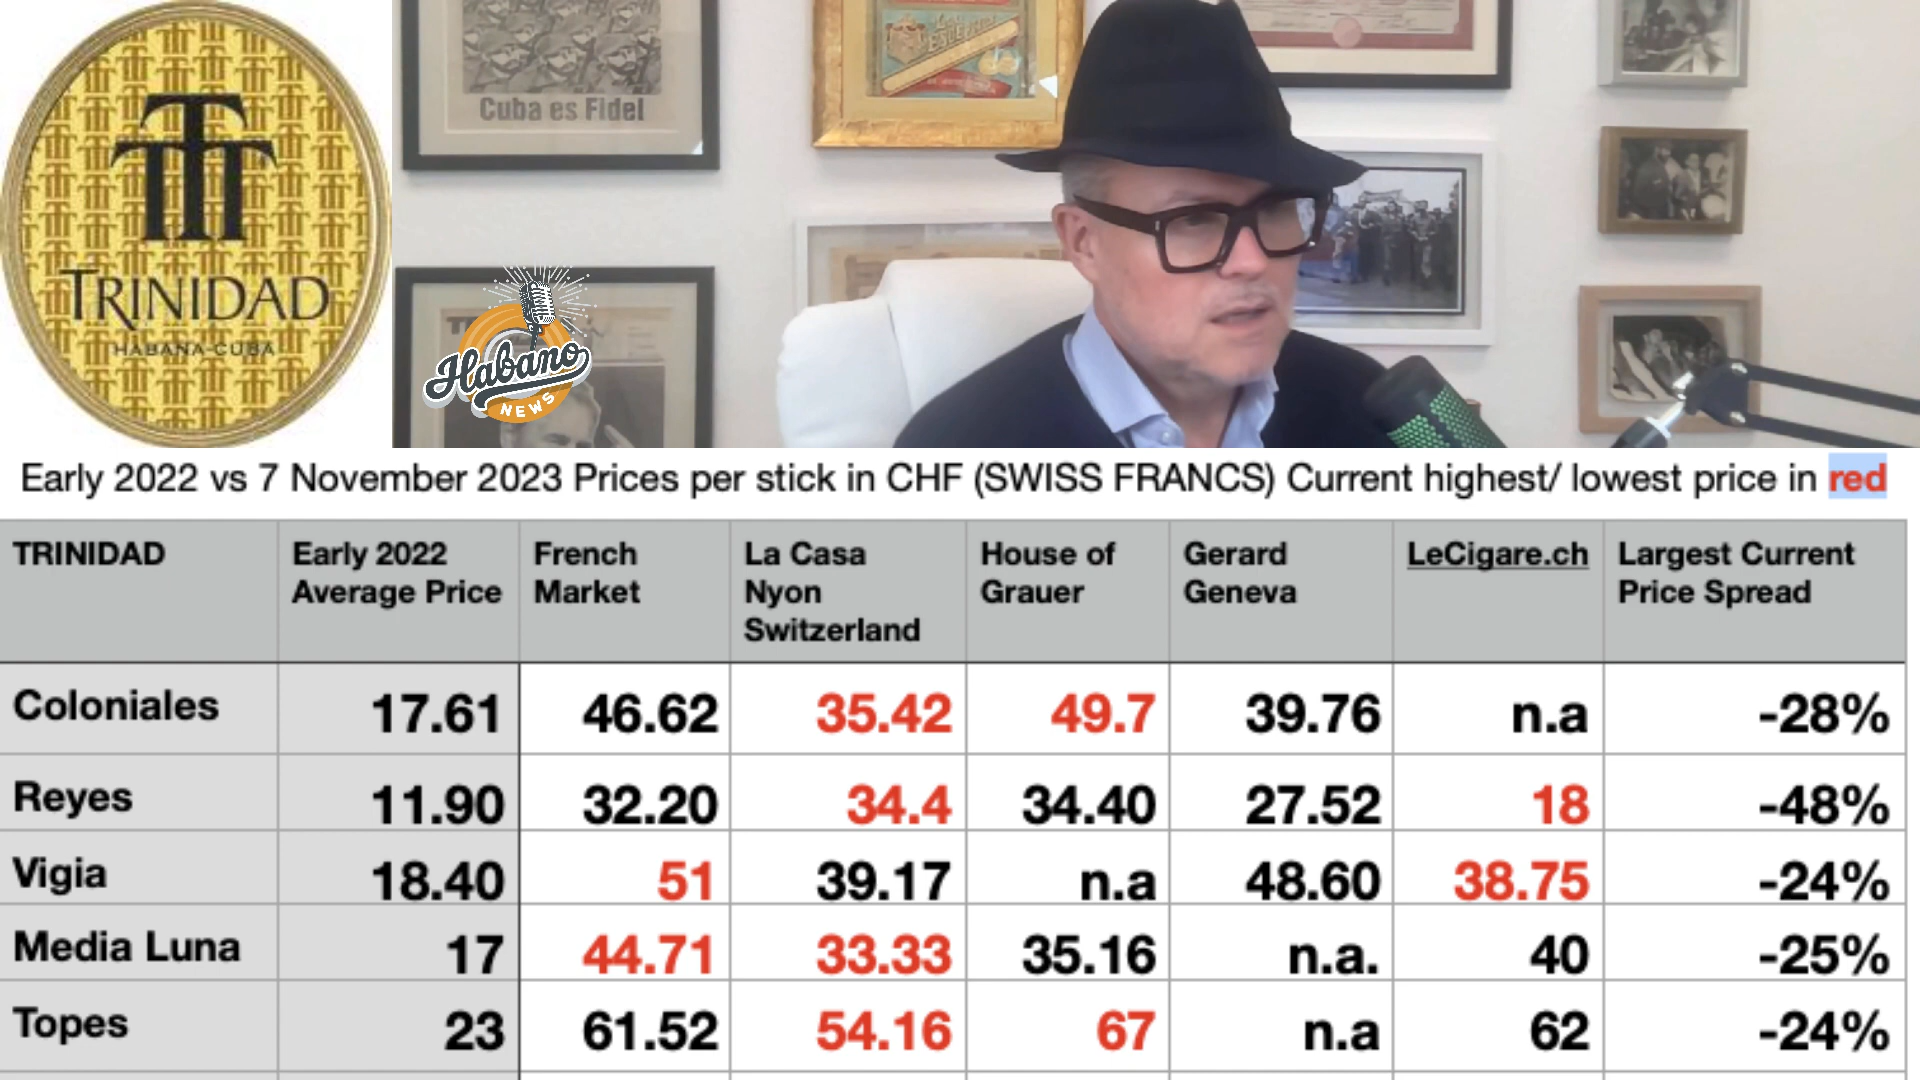 TRINIDAD
HABANA-CUBA
Cuba es Fidel
Habano
NEWS
Early 2022 vs 7 November 2023 Prices per stick in CHF (SWISS FRANCS) Current highest/ lowest price in red
TRINIDAD Early 2022 Average Price French Market La Casa Nyon Switzerland House of Grauer Gerard Geneva LeCigare.ch Largest Current Price Spread
Coloniales 17.61 46.62 35.42 49.7 39.76 n.a -28%
Reyes 11.90 32.20 34.4 34.40 27.52 18 -48%
Vigia 18.40 51 39.17 n.a 48.60 38.75 -24%
Media Luna 17 44.71 33.33 35.16 n.a. 40 -25%
Topes 23 61.52 54.16 67 n.a 62 -24%